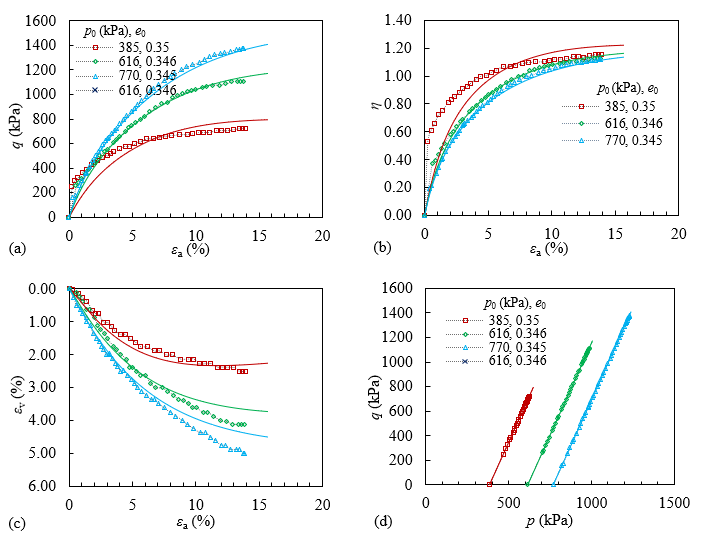 p0 (kPa), e0
385, 0.35
616, 0.346
770, 0.345
616, 0.346
1600
1400
1200
1000
800
600
400
200
0
q (kPa)
0 5 10 15 20
εa (%)
(a)
p0 (kPa), e0
385, 0.35
616, 0.346
770, 0.345
1.40
1.20
1.00
0.80
0.60
0.40
0.20
0.00
η
0 5 10 15 20
εa (%)
(b)
0.00
1.00
2.00
3.00
4.00
5.00
6.00
εv (%)
0 5 10 15 20
εa (%)
(c)
p0 (kPa), e0
385, 0.35
616, 0.346
770, 0.345
616, 0.346
1600
1400
1200
1000
800
600
400
200
0
q (kPa)
0 500 1000 1500
p (kPa)
(d)